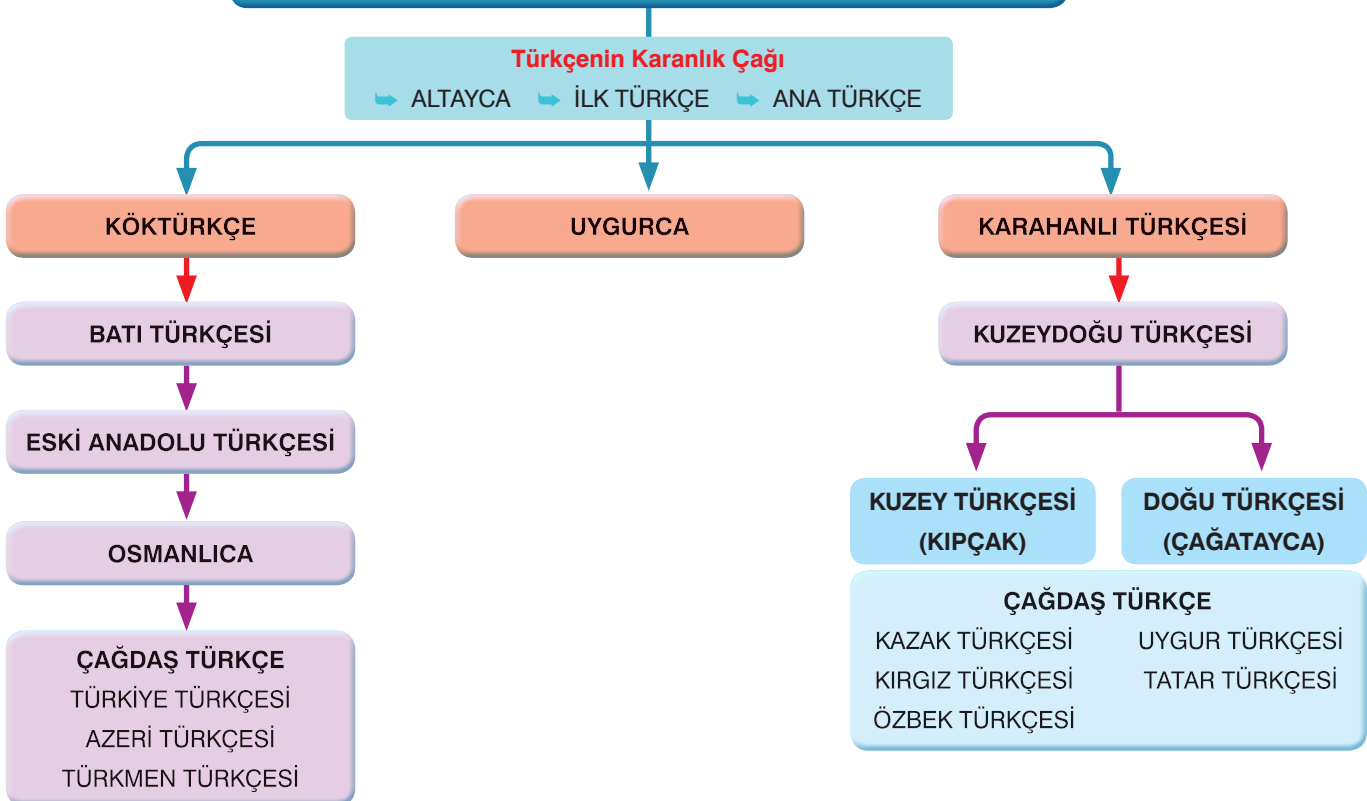 Türkçenin Karanlık Çağı
ALTAYCA İLK TÜRKÇE ANA TÜRKÇE
KÖKTÜRKÇE
UYGURCA
KARAHANLI TÜRKÇESİ
BATI TÜRKÇESİ
KUZEYDOĞU TÜRKÇESİ
ESKİ ANADOLU TÜRKÇESİ
OSMANLICA
KUZEY TÜRKÇESİ
(KIPÇAK)
DOĞU TÜRKÇESİ
(ÇAĞATAYCA)
ÇAĞDAŞ TÜRKÇE
TÜRKİYE TÜRKÇESİ
AZERİ TÜRKÇESİ
TÜRKMEN TÜRKÇESİ
ÇAĞDAŞ TÜRKÇE
KAZAK TÜRKÇESİ
KIRGIZ TÜRKÇESİ
ÖZBEK TÜRKÇESİ
UYGUR TÜRKÇESİ
TATAR TÜRKÇESİ